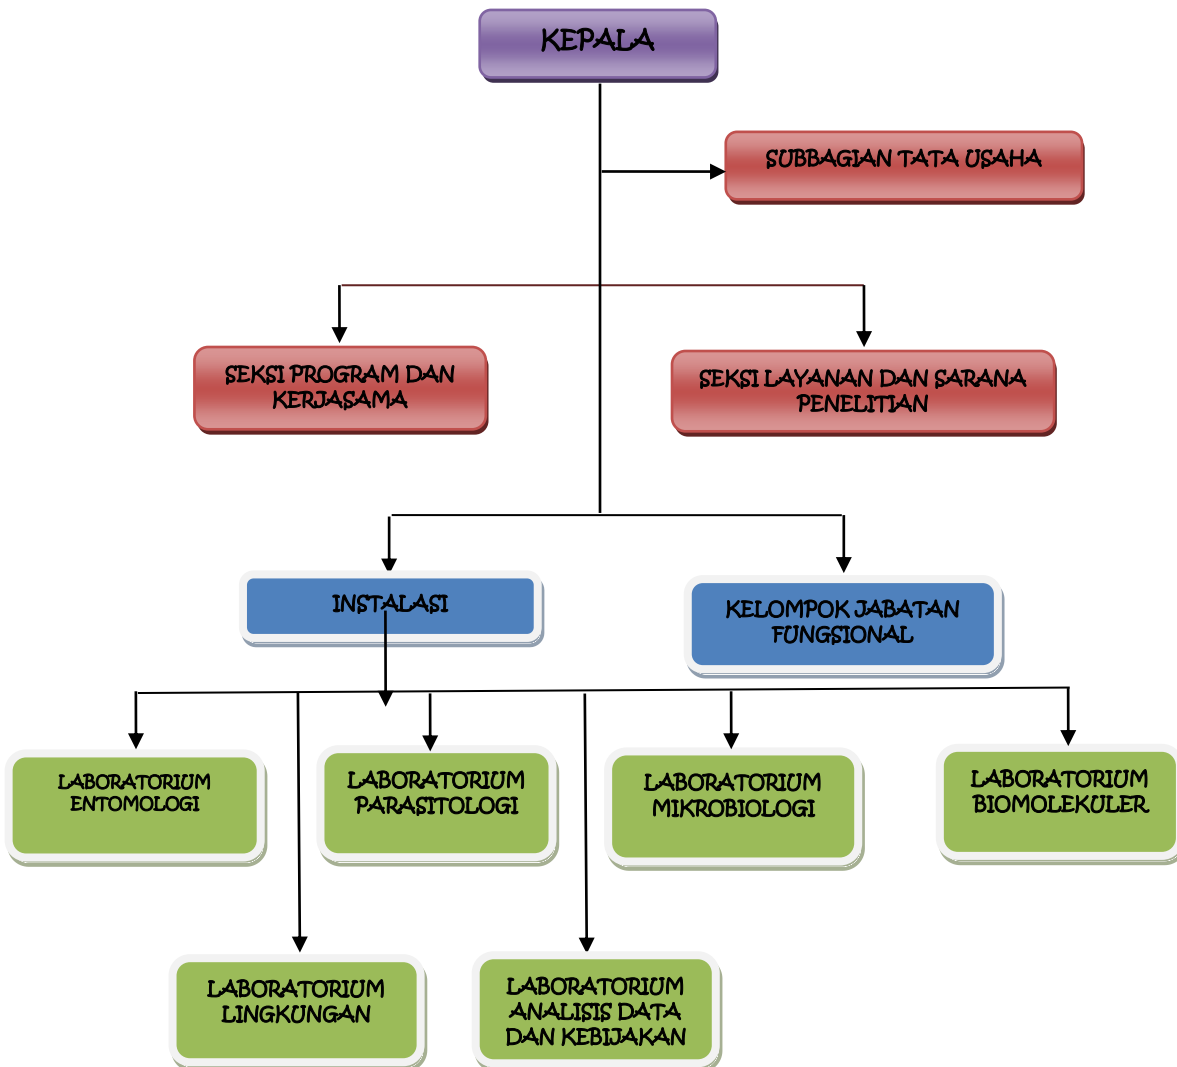 KEPALA
SUBBAGIAN TATA USAHA
SEKSI PROGRAM DAN
KERJASAMA
SEKSI LAYANAN DAN SARANA
PENELITIAN
INSTALASI
KELOMPOK JABATAN
FUNGSIONAL
LABORATORIUM
ENTOMOLOGI
LABORATORIUM
PARASITOLOGI
LABORATORIUM
MIKROBIOLOGI
LABORATORIUM
BIOMOLEKULER
LABORATORIUM
LINGKUNGAN
LABORATORIUM
ANALISIS DATA
DAN KEBIJAKAN